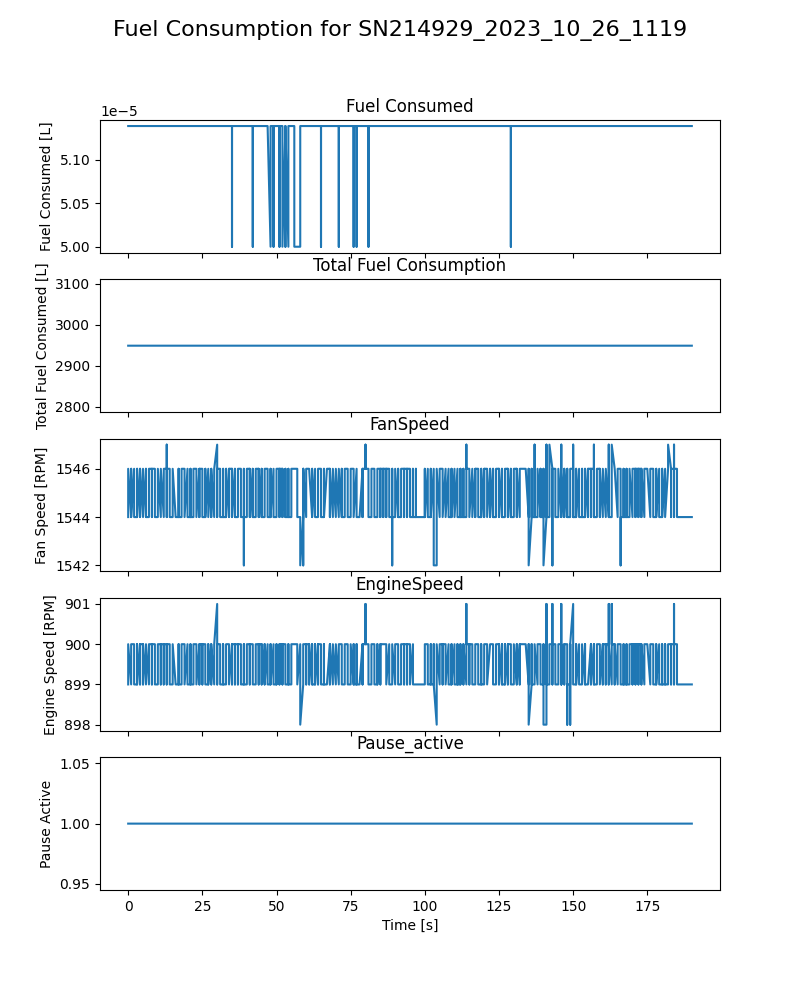 Fuel Consumption for SN214929_2023_10_26_1119
1e−5
Fuel Consumed
Fuel Consumed [L]
5.10
5.05
5.00
Total Fuel Consumption
Total Fuel Consumed [L]
3100
3000
2900
2800
FanSpeed
Fan Speed [RPM]
1546
1544
1542
EngineSpeed
Engine Speed [RPM]
901
900
899
898
Pause_active
Pause Active
1.05
1.00
0.95
0 25 50 75 100 125 150 175
Time [s]